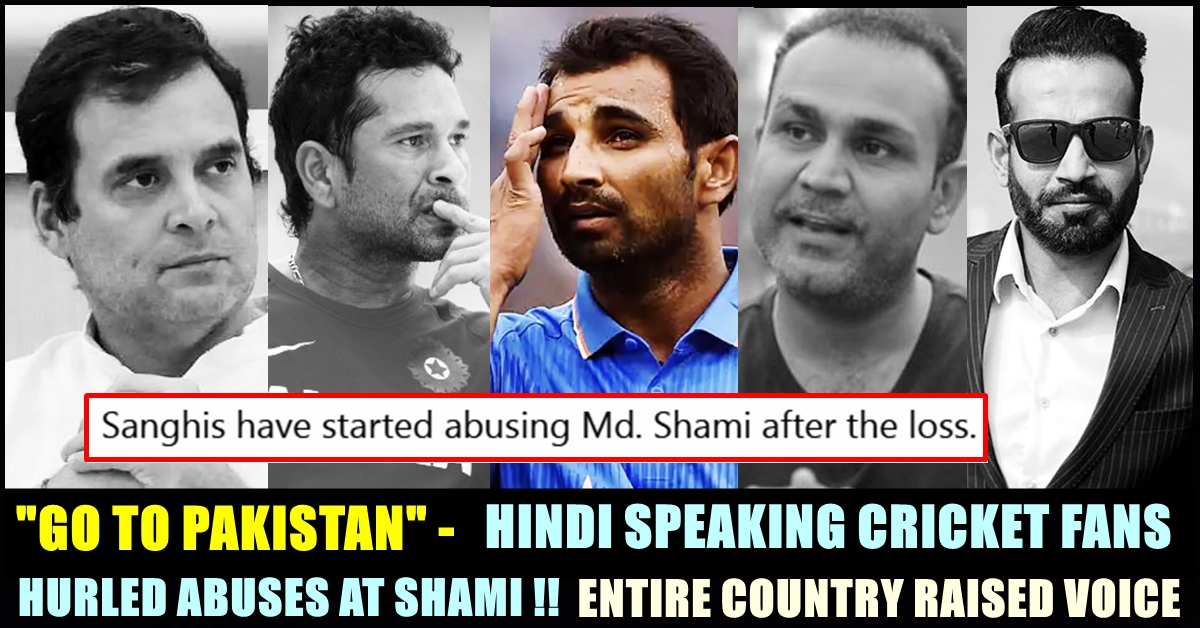 Sanghis have started abusing Md. Shami after the loss.
"GO TO PAKISTAN" - HINDI SPEAKING CRICKET FANS
HURLED ABUSES AT SHAMI !! ENTIRE COUNTRY RAISED VOICE